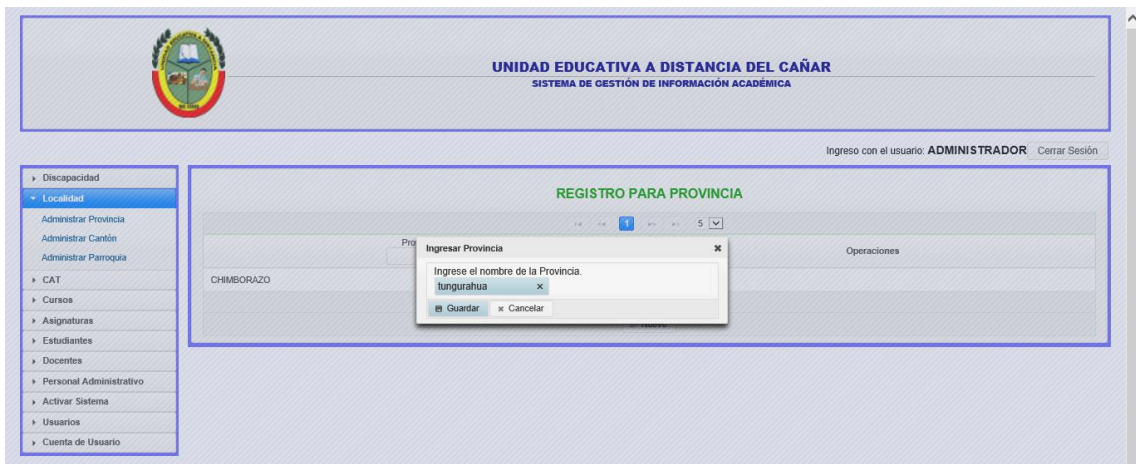 UNIDAD EDUCATIVA A DISTANCIA DEL CAÑAR
SISTEMA DE GESTIÓN DE INFORMACIÓN ACADÉMICA
Ingreso con el usuario: ADMINISTRADOR Cerrar Sesión
Discapacidad
Localidad
Administrar Provincia
Administrar Cantón
Administrar Parroquia
CAT
Cursos
Asignaturas
Estudiantes
Docentes
Personal Administrativo
Activar Sistema
Usuarios
Cuenta de Usuario
REGISTRO PARA PROVINCIA
1 5
Pro
Operaciones
CHIMBORAZO
Ingresar Provincia
Ingrese el nombre de la Provincia.
tungurahua
Guardar Cancelar